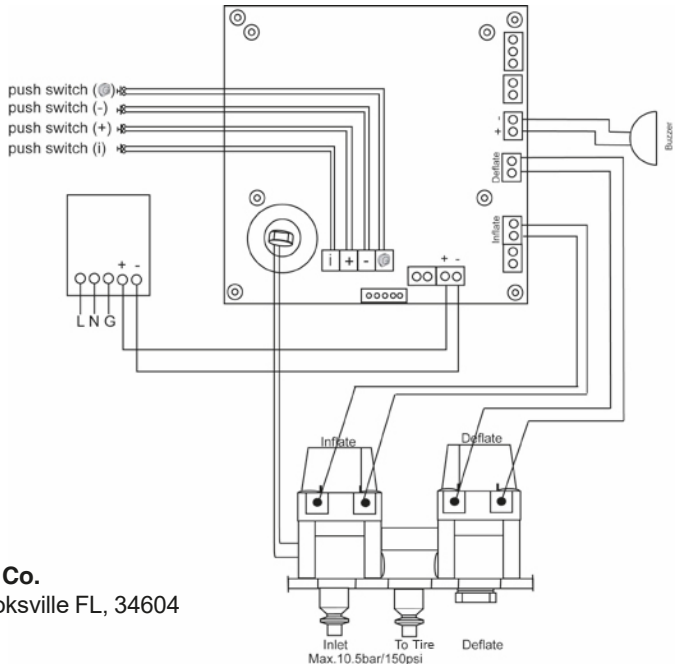 push switch ( )
push switch (-)
push switch (+)
push switch (i)
i + -
+ -
+ -
L N G
- +
Buzzer
Deflate
Inflate
Inflate
Deflate
Co.
oksville FL, 34604
Inlet To Tire Deflate
Max.10.5bar/150psi